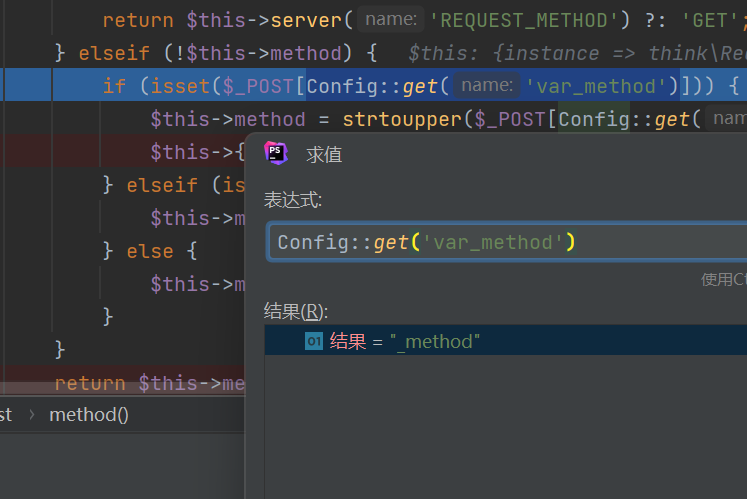 return $this->server( name: 'REQUEST_METHOD') ?: 'GET';
} elseif (!$this->method) { $this: {instance => think\Rec
if (isset($_POST[Config::get( name: 'var_method')])) {
$this->method = strtoupper($_POST[Config::get( nam
$this->{
} elseif (is
$this->m
} else {
$this->m
}
}
return $this->me
st › method()
PS
求值
表达式:
Config::get('var_method')
使用Ct
结果(R):
01 结果 = "_method"